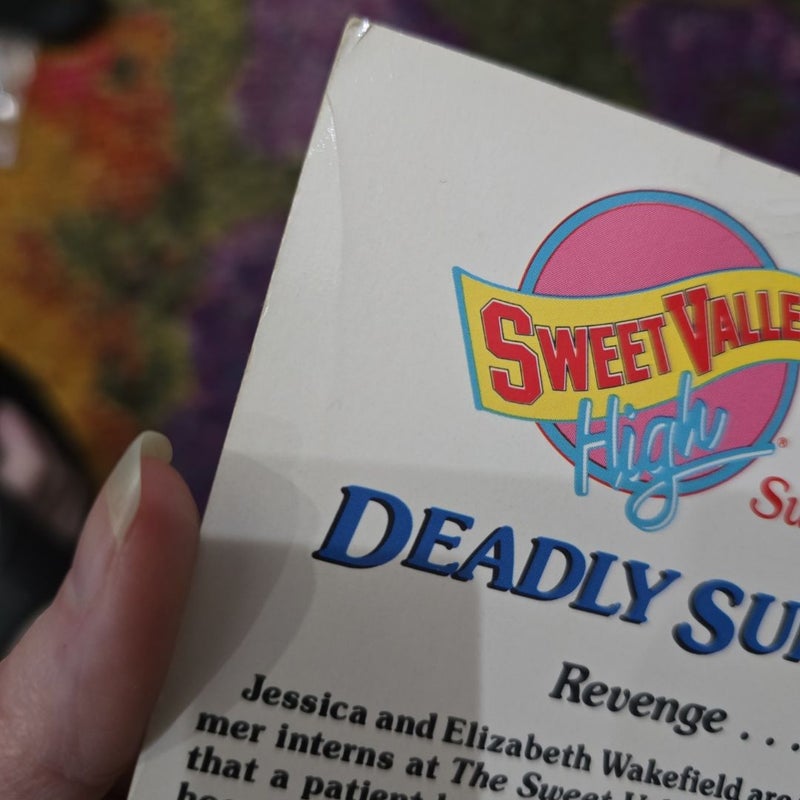 SWEET VALLE
High
®
Su
DEADLY SU
Revenge . . .
Jessica and Elizabeth Wakefield are
mer interns at The Sweet
that a patient